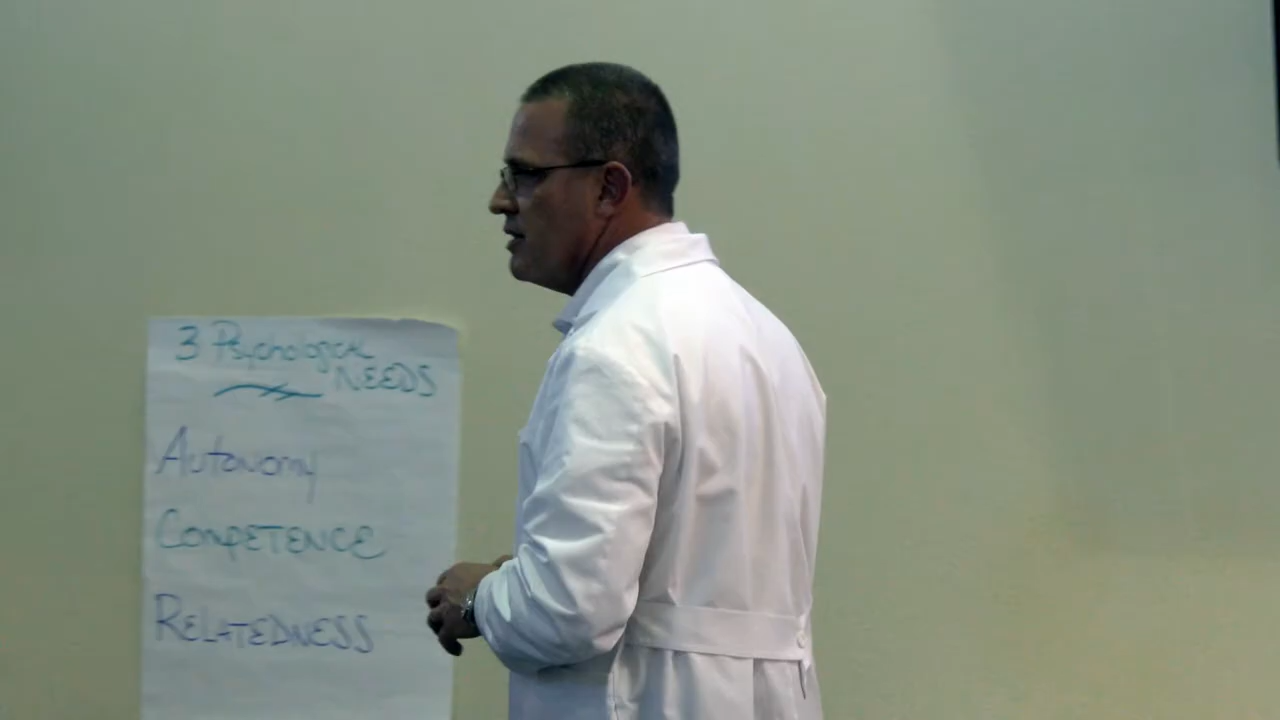 3 Psychological
NEEDS
Autonomy
COMPETENCE
RELATEDNESS